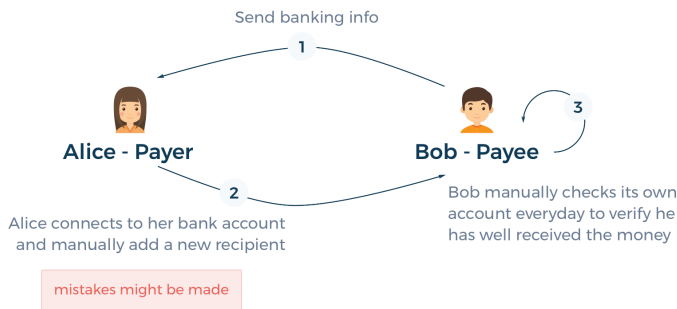 Send banking info
1
3
Alice - Payer
Bob - Payee
2
Alice connects to her bank account
and manually add a new recipient
Bob manually checks its own
account everyday to verify he
has well received the money
mistakes might be made